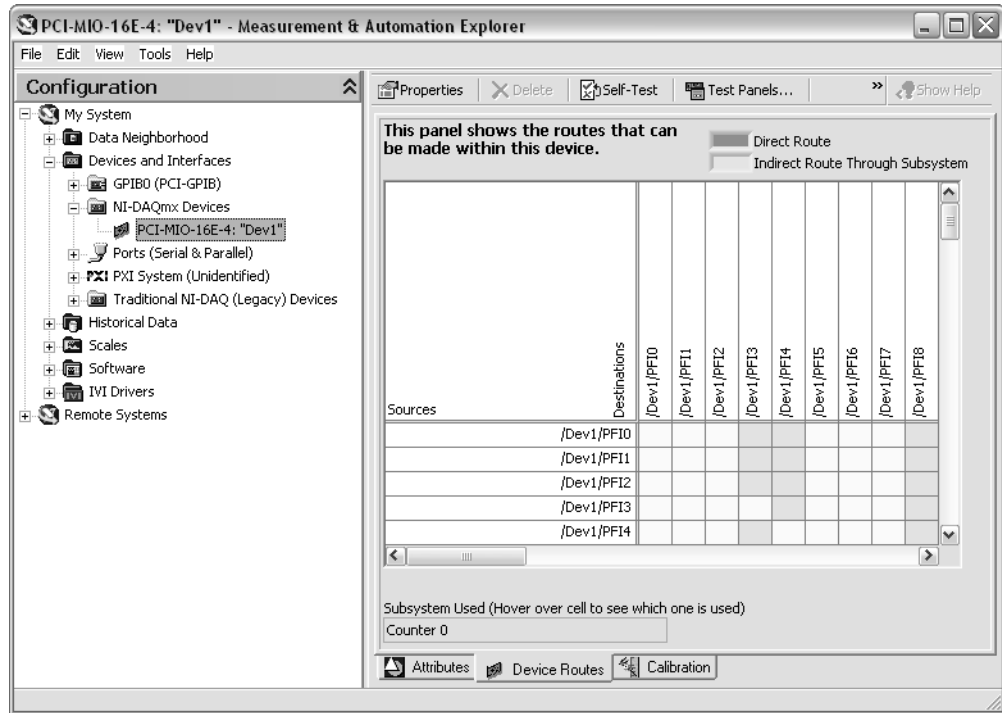 PCI-MIO-16E-4: "Dev1" - Measurement & Automation Explorer
File Edit View Tools Help
Configuration
My System
Data Neighborhood
Devices and Interfaces
GPIB0 (PCI-GPIB)
NI-DAQmx Devices
PCI-MIO-16E-4: "Dev1"
Ports (Serial & Parallel)
PXI PXI System (Unidentified)
Traditional NI-DAQ (Legacy) Devices
Historical Data
Scales
Software
IVI Drivers
Remote Systems
Properties Delete Self-Test Test Panels... » Show Help
This panel shows the routes that can
be made within this device.
Direct Route
Indirect Route Through Subsystem
Sources
Destinations
/Dev1/PFI0
/Dev1/PFI1
/Dev1/PFI2
/Dev1/PFI3
/Dev1/PFI4
/Dev1/PFI5
/Dev1/PFI6
/Dev1/PFI7
/Dev1/PFI8
/Dev1/PFI0
/Dev1/PFI1
/Dev1/PFI2
/Dev1/PFI3
/Dev1/PFI4
Subsystem Used (Hover over cell to see which one is used)
Counter 0
Attributes Device Routes Calibration